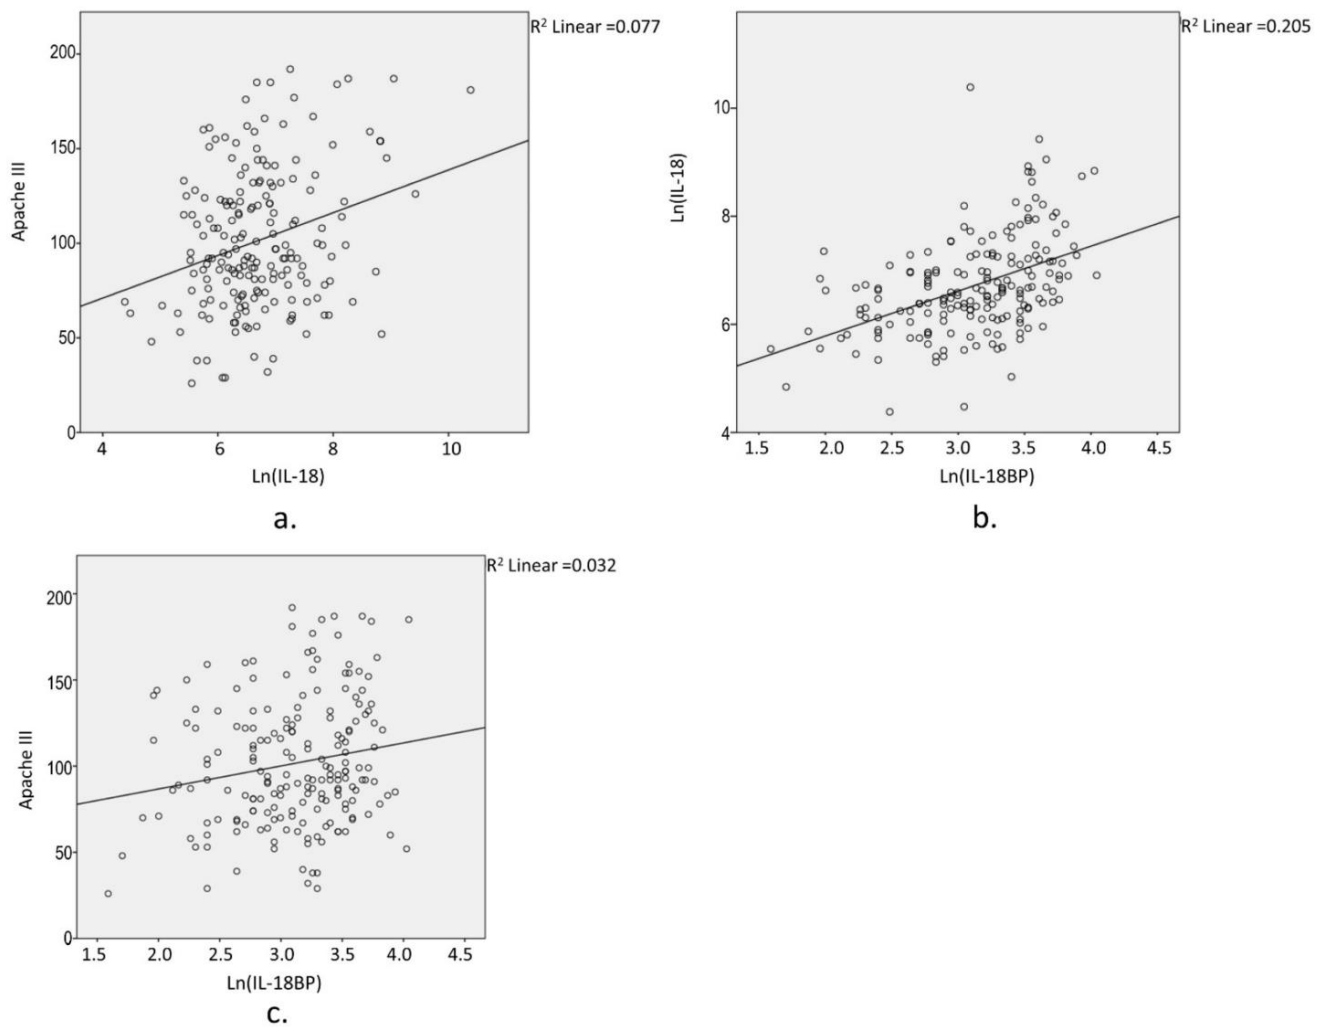 R² Linear =0.077
200
150
100
50
0
Apache III
4 6 8 10
Ln(IL-18)
a.
R² Linear =0.205
10
8
6
4
Ln(IL-18)
1.5 2.0 2.5 3.0 3.5 4.0 4.5
Ln(IL-18BP)
b.
R² Linear =0.032
200
150
100
50
0
Apache III
1.5 2.0 2.5 3.0 3.5 4.0 4.5
Ln(IL-18BP)
c.